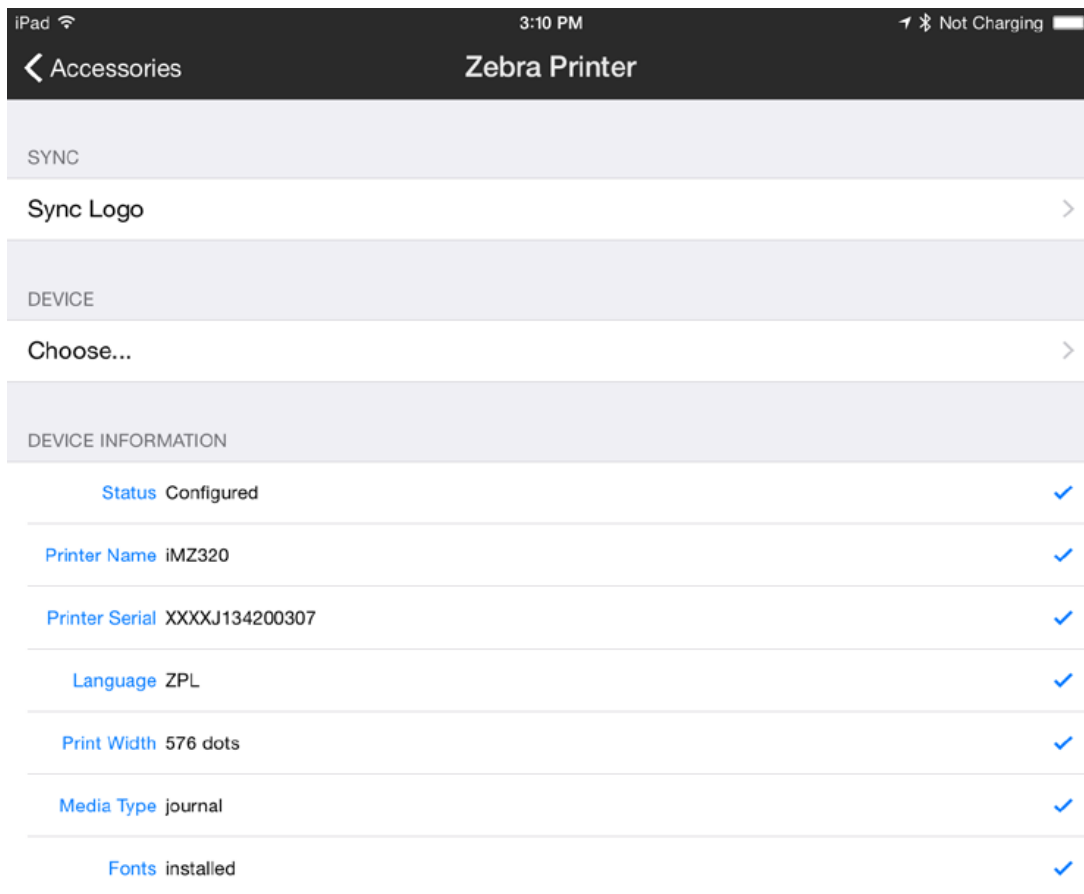 iPad 3:10 PM Not Charging
Accessories Zebra Printer
SYNC
Sync Logo
DEVICE
Choose...
DEVICE INFORMATION
Status Configured
Printer Name iMZ320
Printer Serial XXXXJ134200307
Language ZPL
Print Width 576 dots
Media Type journal
Fonts installed